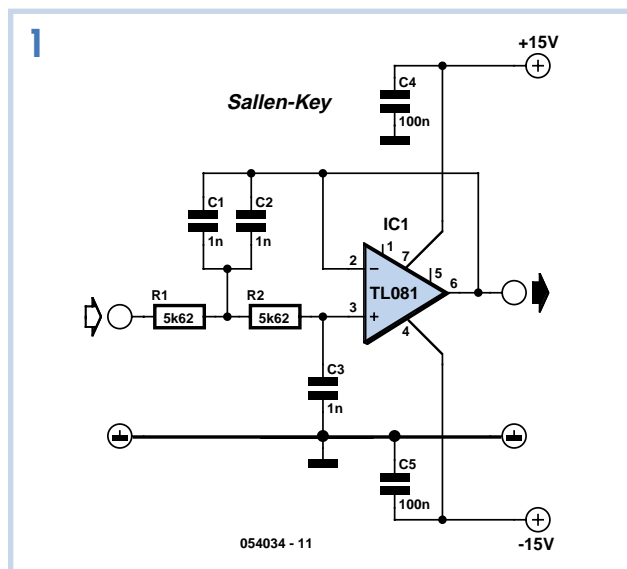 1
+15V
Sallen-Key
C4
100n
C1
1n
C2
1n
IC1
1
7
5
2
−
TL081
6
3
+
4
R1
5k62
R2
5k62
C3
1n
C5
100n
054034 - 11
+
-15V
+